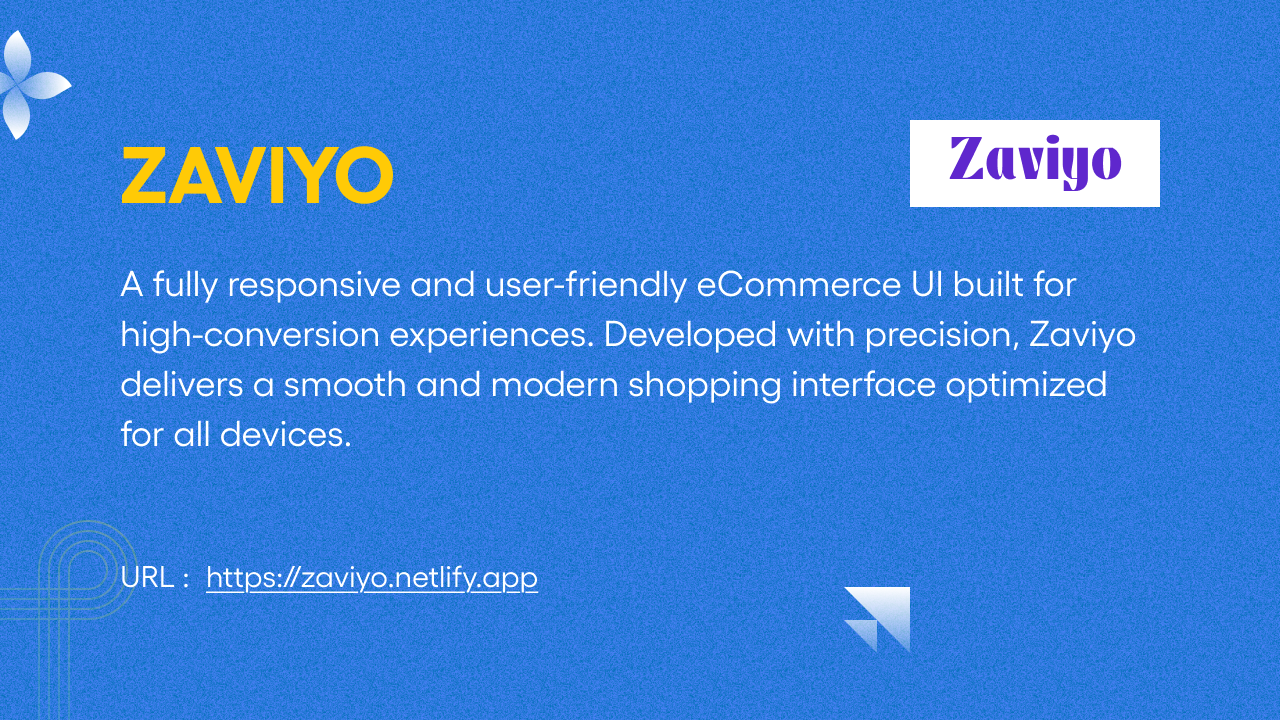 ZAVIYO
Zaviyo
A fully responsive and user-friendly eCommerce UI built for
high-conversion experiences. Developed with precision, Zaviyo
delivers a smooth and modern shopping interface optimized
for all devices.
URL : https://zaviyo.netlify.app